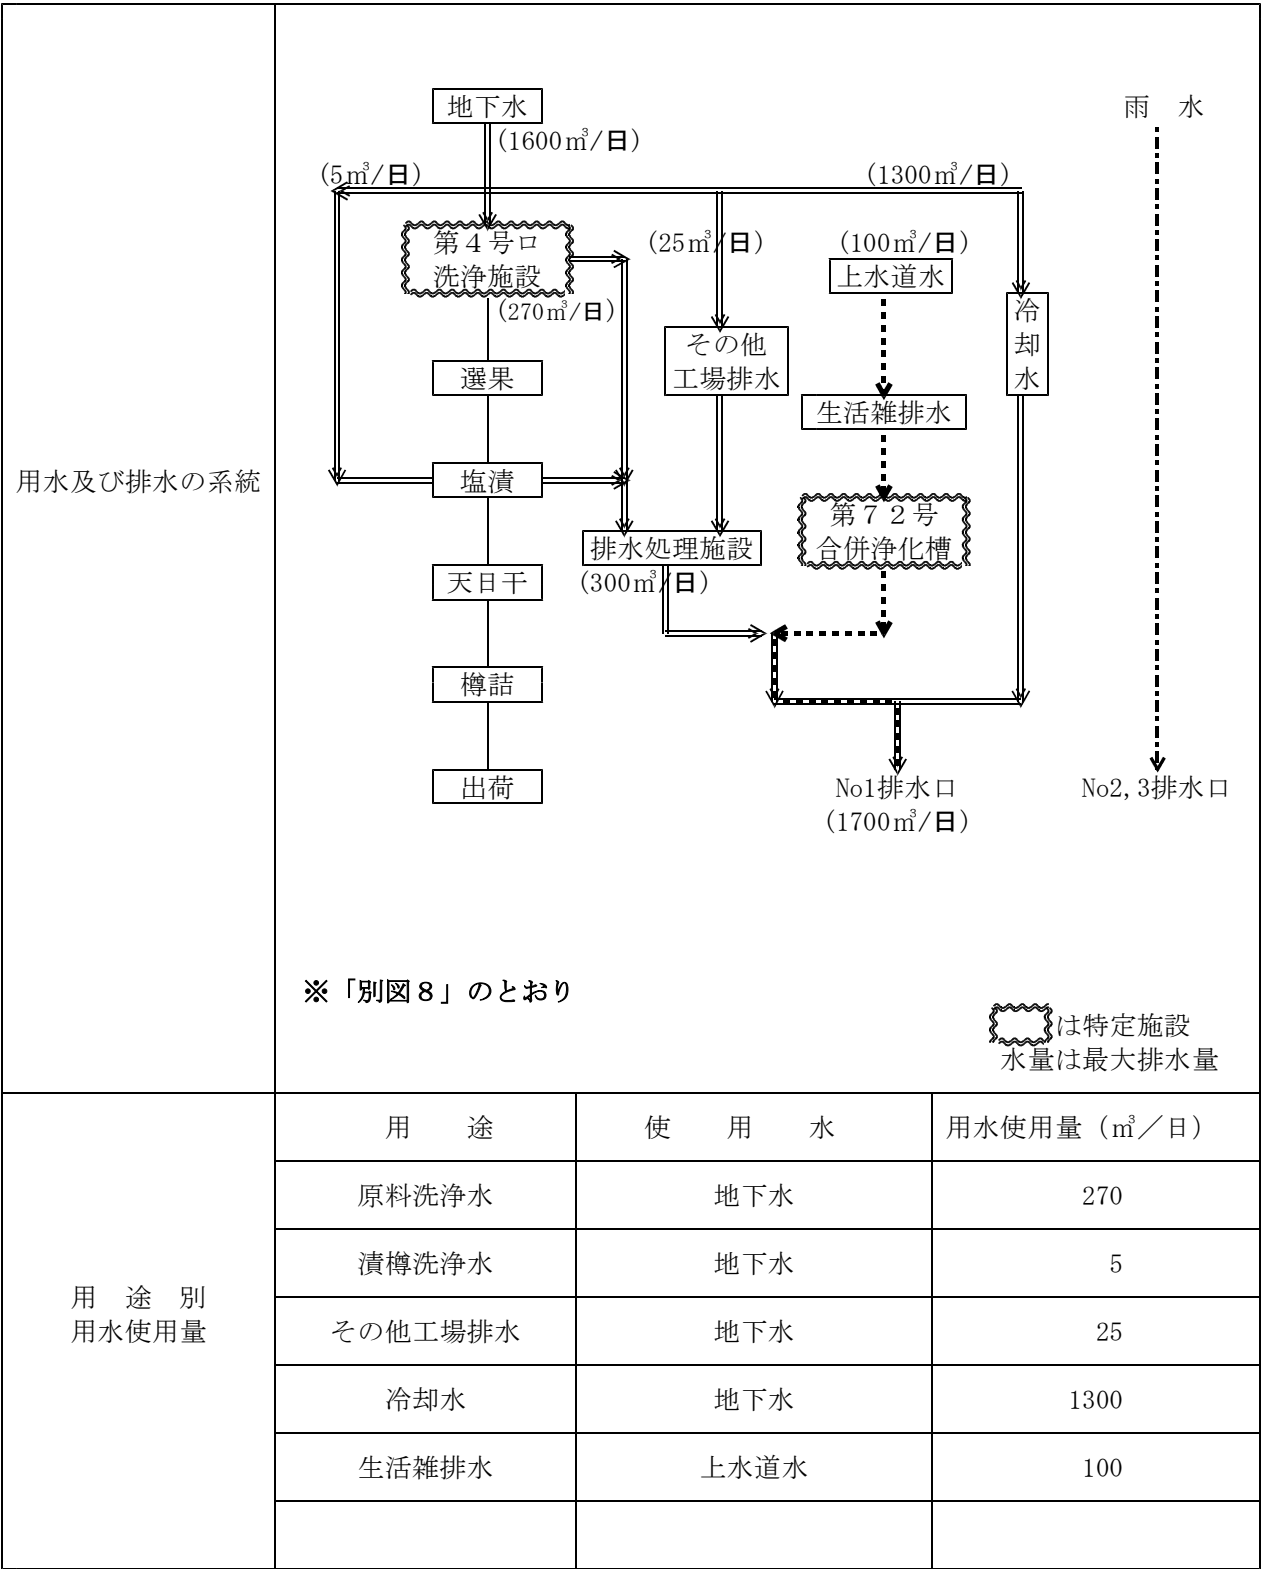 用水及び排水の系統
地下水
(1600㎥/日)
雨　水
(5㎥/日)
(1300㎥/日)
第４号ロ
洗浄施設
(270㎥/日)
(25㎥/日)
(100㎥/日)
上水道水
冷却水
その他
工場排水
選果
生活雑排水
塩漬
第７２号
合併浄化槽
排水処理施設
(300㎥/日)
天日干
樽詰
出荷
No1排水口
(1700㎥/日)
No2,3排水口
※「別図８」のとおり
は特定施設
水量は最大排水量
用　途　別
用水使用量
用　　途　使　　用　　水　用水使用量（㎥／日）
原料洗浄水　地下水　270
漬樽洗浄水　地下水　5
その他工場排水　地下水　25
冷却水　地下水　1300
生活雑排水　上水道水　100